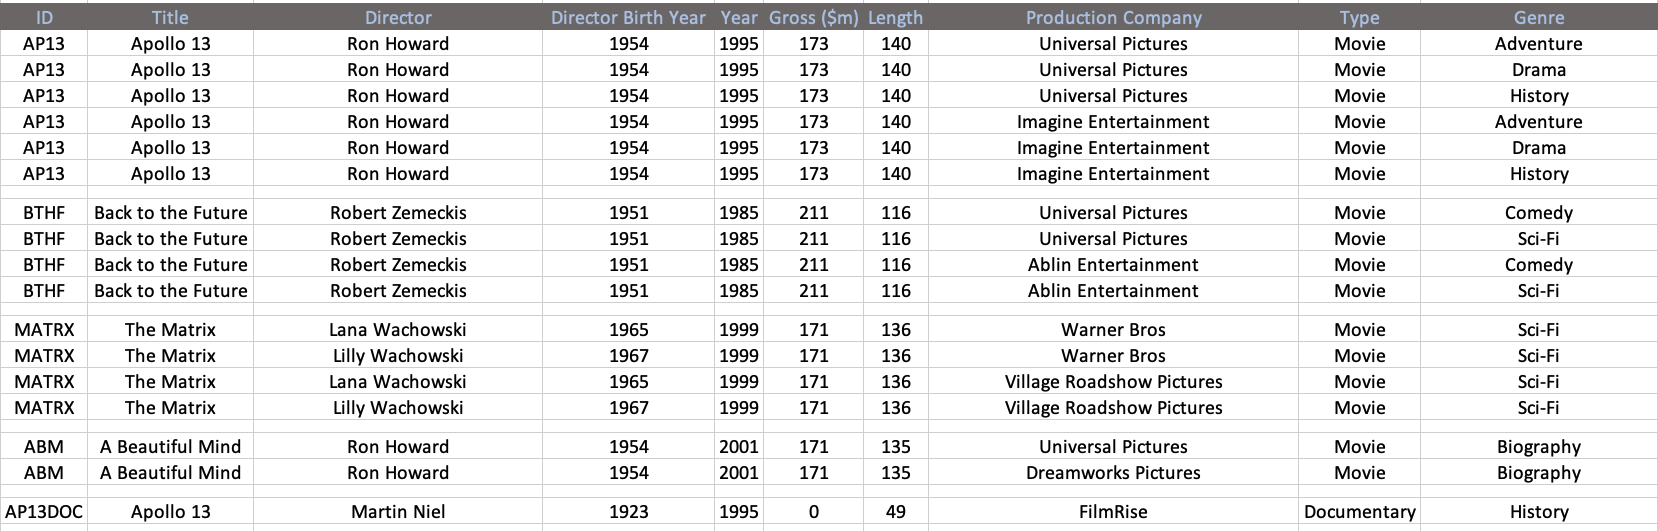 ID Title Director Director Birth Year Year Gross ($m) Length Production Company Type Genre
AP13 Apollo 13 Ron Howard 1954 1995 173 140 Universal Pictures Movie Adventure
AP13 Apollo 13 Ron Howard 1954 1995 173 140 Universal Pictures Movie Drama
AP13 Apollo 13 Ron Howard 1954 1995 173 140 Universal Pictures Movie History
AP13 Apollo 13 Ron Howard 1954 1995 173 140 Imagine Entertainment Movie Adventure
AP13 Apollo 13 Ron Howard 1954 1995 173 140 Imagine Entertainment Movie Drama
AP13 Apollo 13 Ron Howard 1954 1995 173 140 Imagine Entertainment Movie History
BTHF Back to the Future Robert Zemeckis 1951 1985 211 116 Universal Pictures Movie Comedy
BTHF Back to the Future Robert Zemeckis 1951 1985 211 116 Universal Pictures Movie Sci-Fi
BTHF Back to the Future Robert Zemeckis 1951 1985 211 116 Ablin Entertainment Movie Comedy
BTHF Back to the Future Robert Zemeckis 1951 1985 211 116 Ablin Entertainment Movie Sci-Fi
MATRX The Matrix Lana Wachowski 1965 1999 171 136 Warner Bros Movie Sci-Fi
MATRX The Matrix Lilly Wachowski 1967 1999 171 136 Warner Bros Movie Sci-Fi
MATRX The Matrix Lana Wachowski 1965 1999 171 136 Village Roadshow Pictures Movie Sci-Fi
MATRX The Matrix Lilly Wachowski 1967 1999 171 136 Village Roadshow Pictures Movie Sci-Fi
ABM A Beautiful Mind Ron Howard 1954 2001 171 135 Universal Pictures Movie Biography
ABM A Beautiful Mind Ron Howard 1954 2001 171 135 Dreamworks Pictures Movie Biography
AP13DOC Apollo 13 Martin Niel 1923 1995 0 49 FilmRise Documentary History